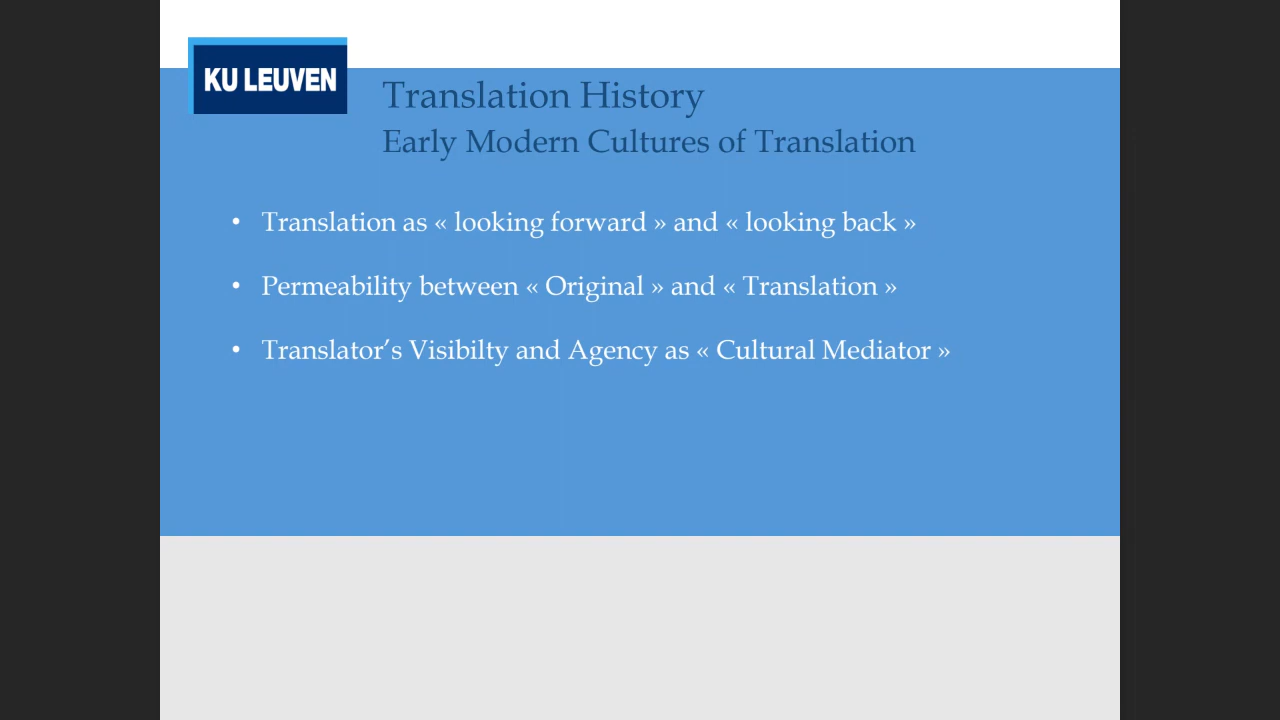 KU LEUVEN
Translation History
Early Modern Cultures of Translation
• Translation as « looking forward » and « looking back »
• Permeability between « Original » and « Translation »
• Translator’s Visibilty and Agency as « Cultural Mediator »